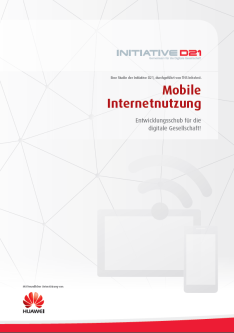 INITIATIVE D21
Eine Studie der Initiative D21, durchgeführt von TNS Infratest
Mobile
Internetnutzung
Entwicklungsschub für die
digitale Gesellschaft!
Mit freundlicher Unterstützung von
HUAWEI